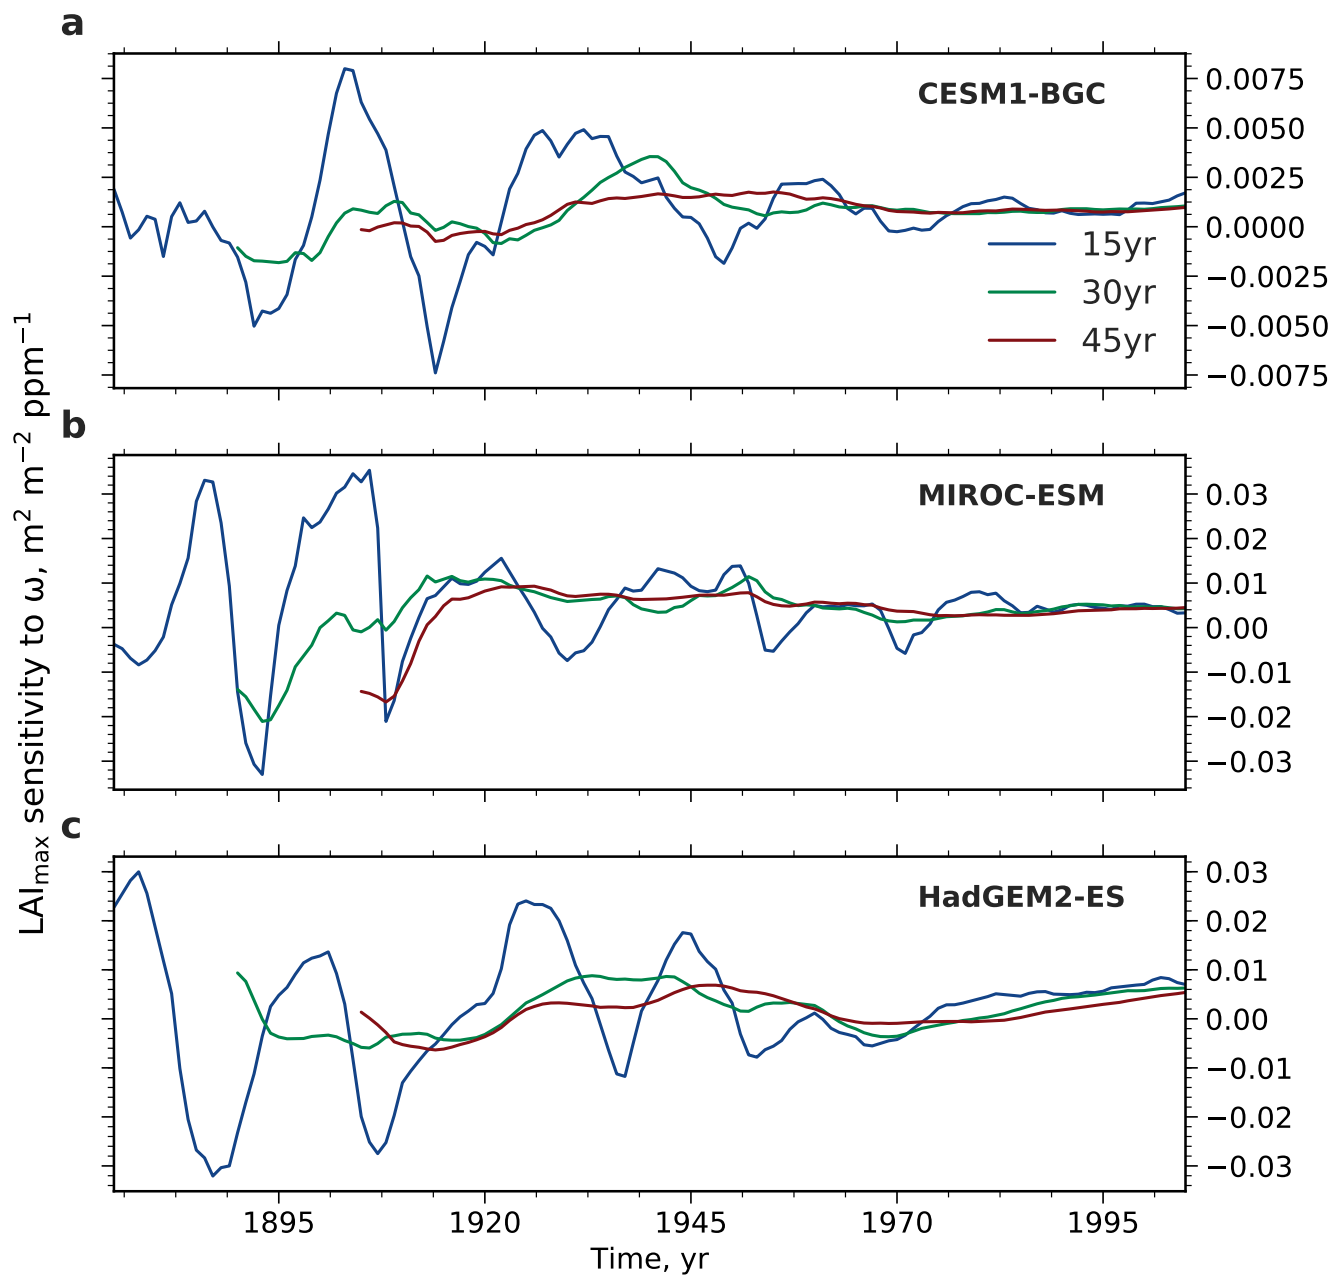 a
CESM1-BGC
0.0075
0.0050
0.0025
0.0000
−0.0025
−0.0050
−0.0075
15yr
30yr
45yr
LAImax sensitivity to ω, m² m⁻² ppm⁻¹
b
MIROC-ESM
0.03
0.02
0.01
0.00
−0.01
−0.02
−0.03
c
HadGEM2-ES
0.03
0.02
0.01
0.00
−0.01
−0.02
−0.03
1895 1920 1945 1970 1995
Time, yr